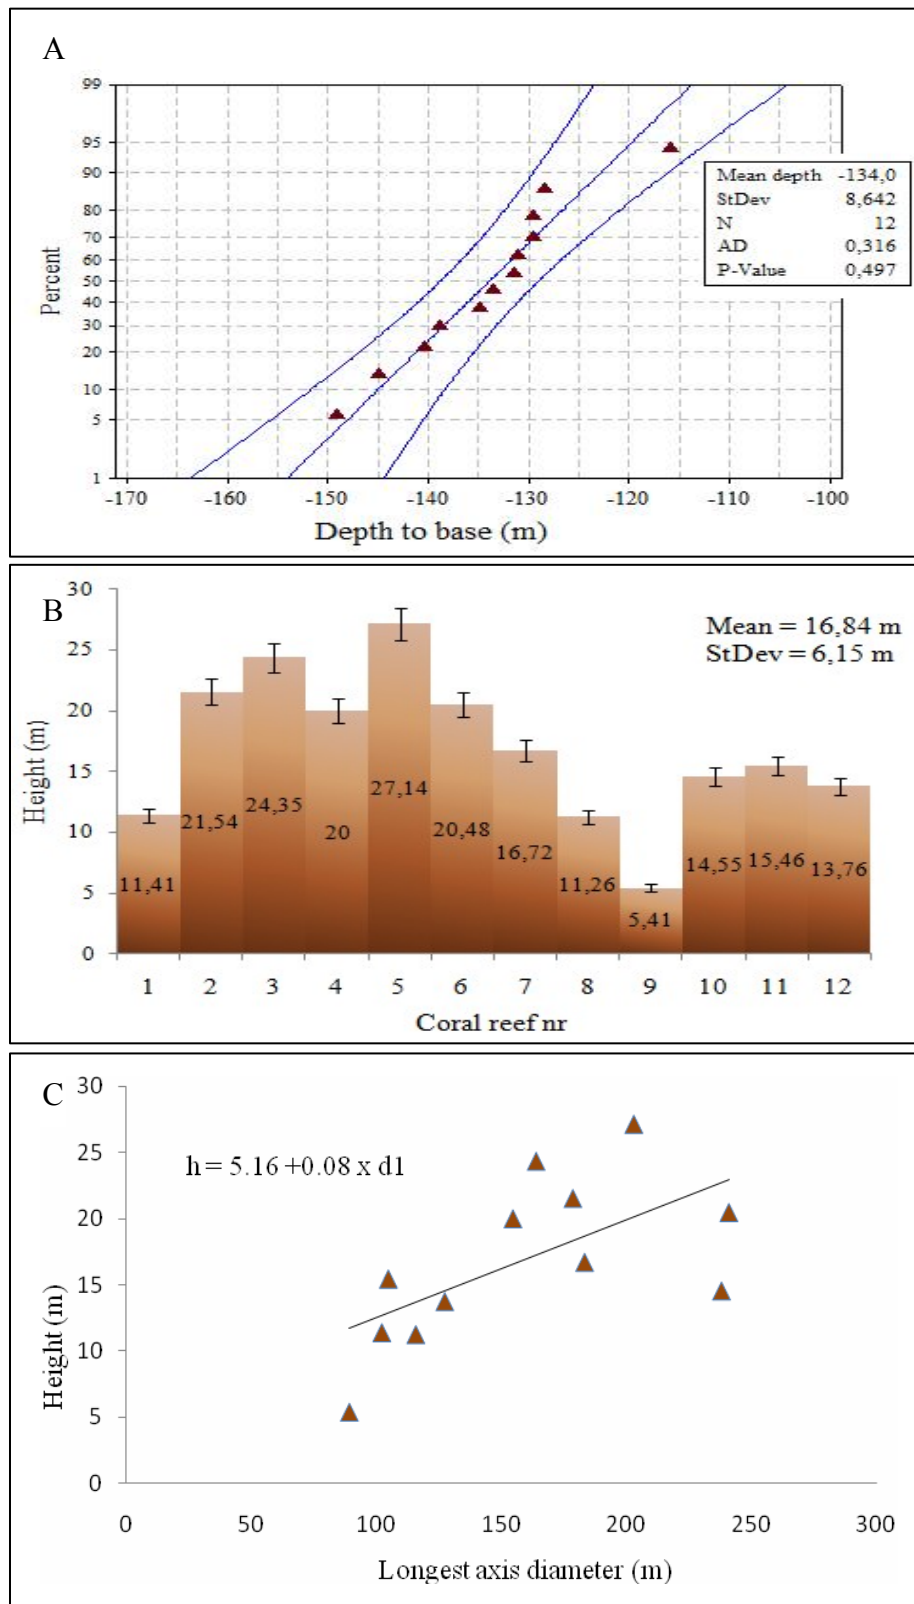 A
Percent
99
95
90
80
70
60
50
40
30
20
10
5
1
Mean depth -134,0
StDev 8,642
N 12
AD 0,316
P-Value 0,497
-170 -160 -150 -140 -130 -120 -110 -100
Depth to base (m)
B
Height (m)
30
25
20
15
10
5
0
Mean = 16,84 m
StDev = 6,15 m
11,41 21,54 24,35 20 27,14 20,48 16,72 11,26 5,41 14,55 15,46 13,76
1 2 3 4 5 6 7 8 9 10 11 12
Coral reef nr
C
Height (m)
30
25
20
15
10
5
0
h = 5.16 +0.08 x d1
0 50 100 150 200 250 300
Longest axis diameter (m)